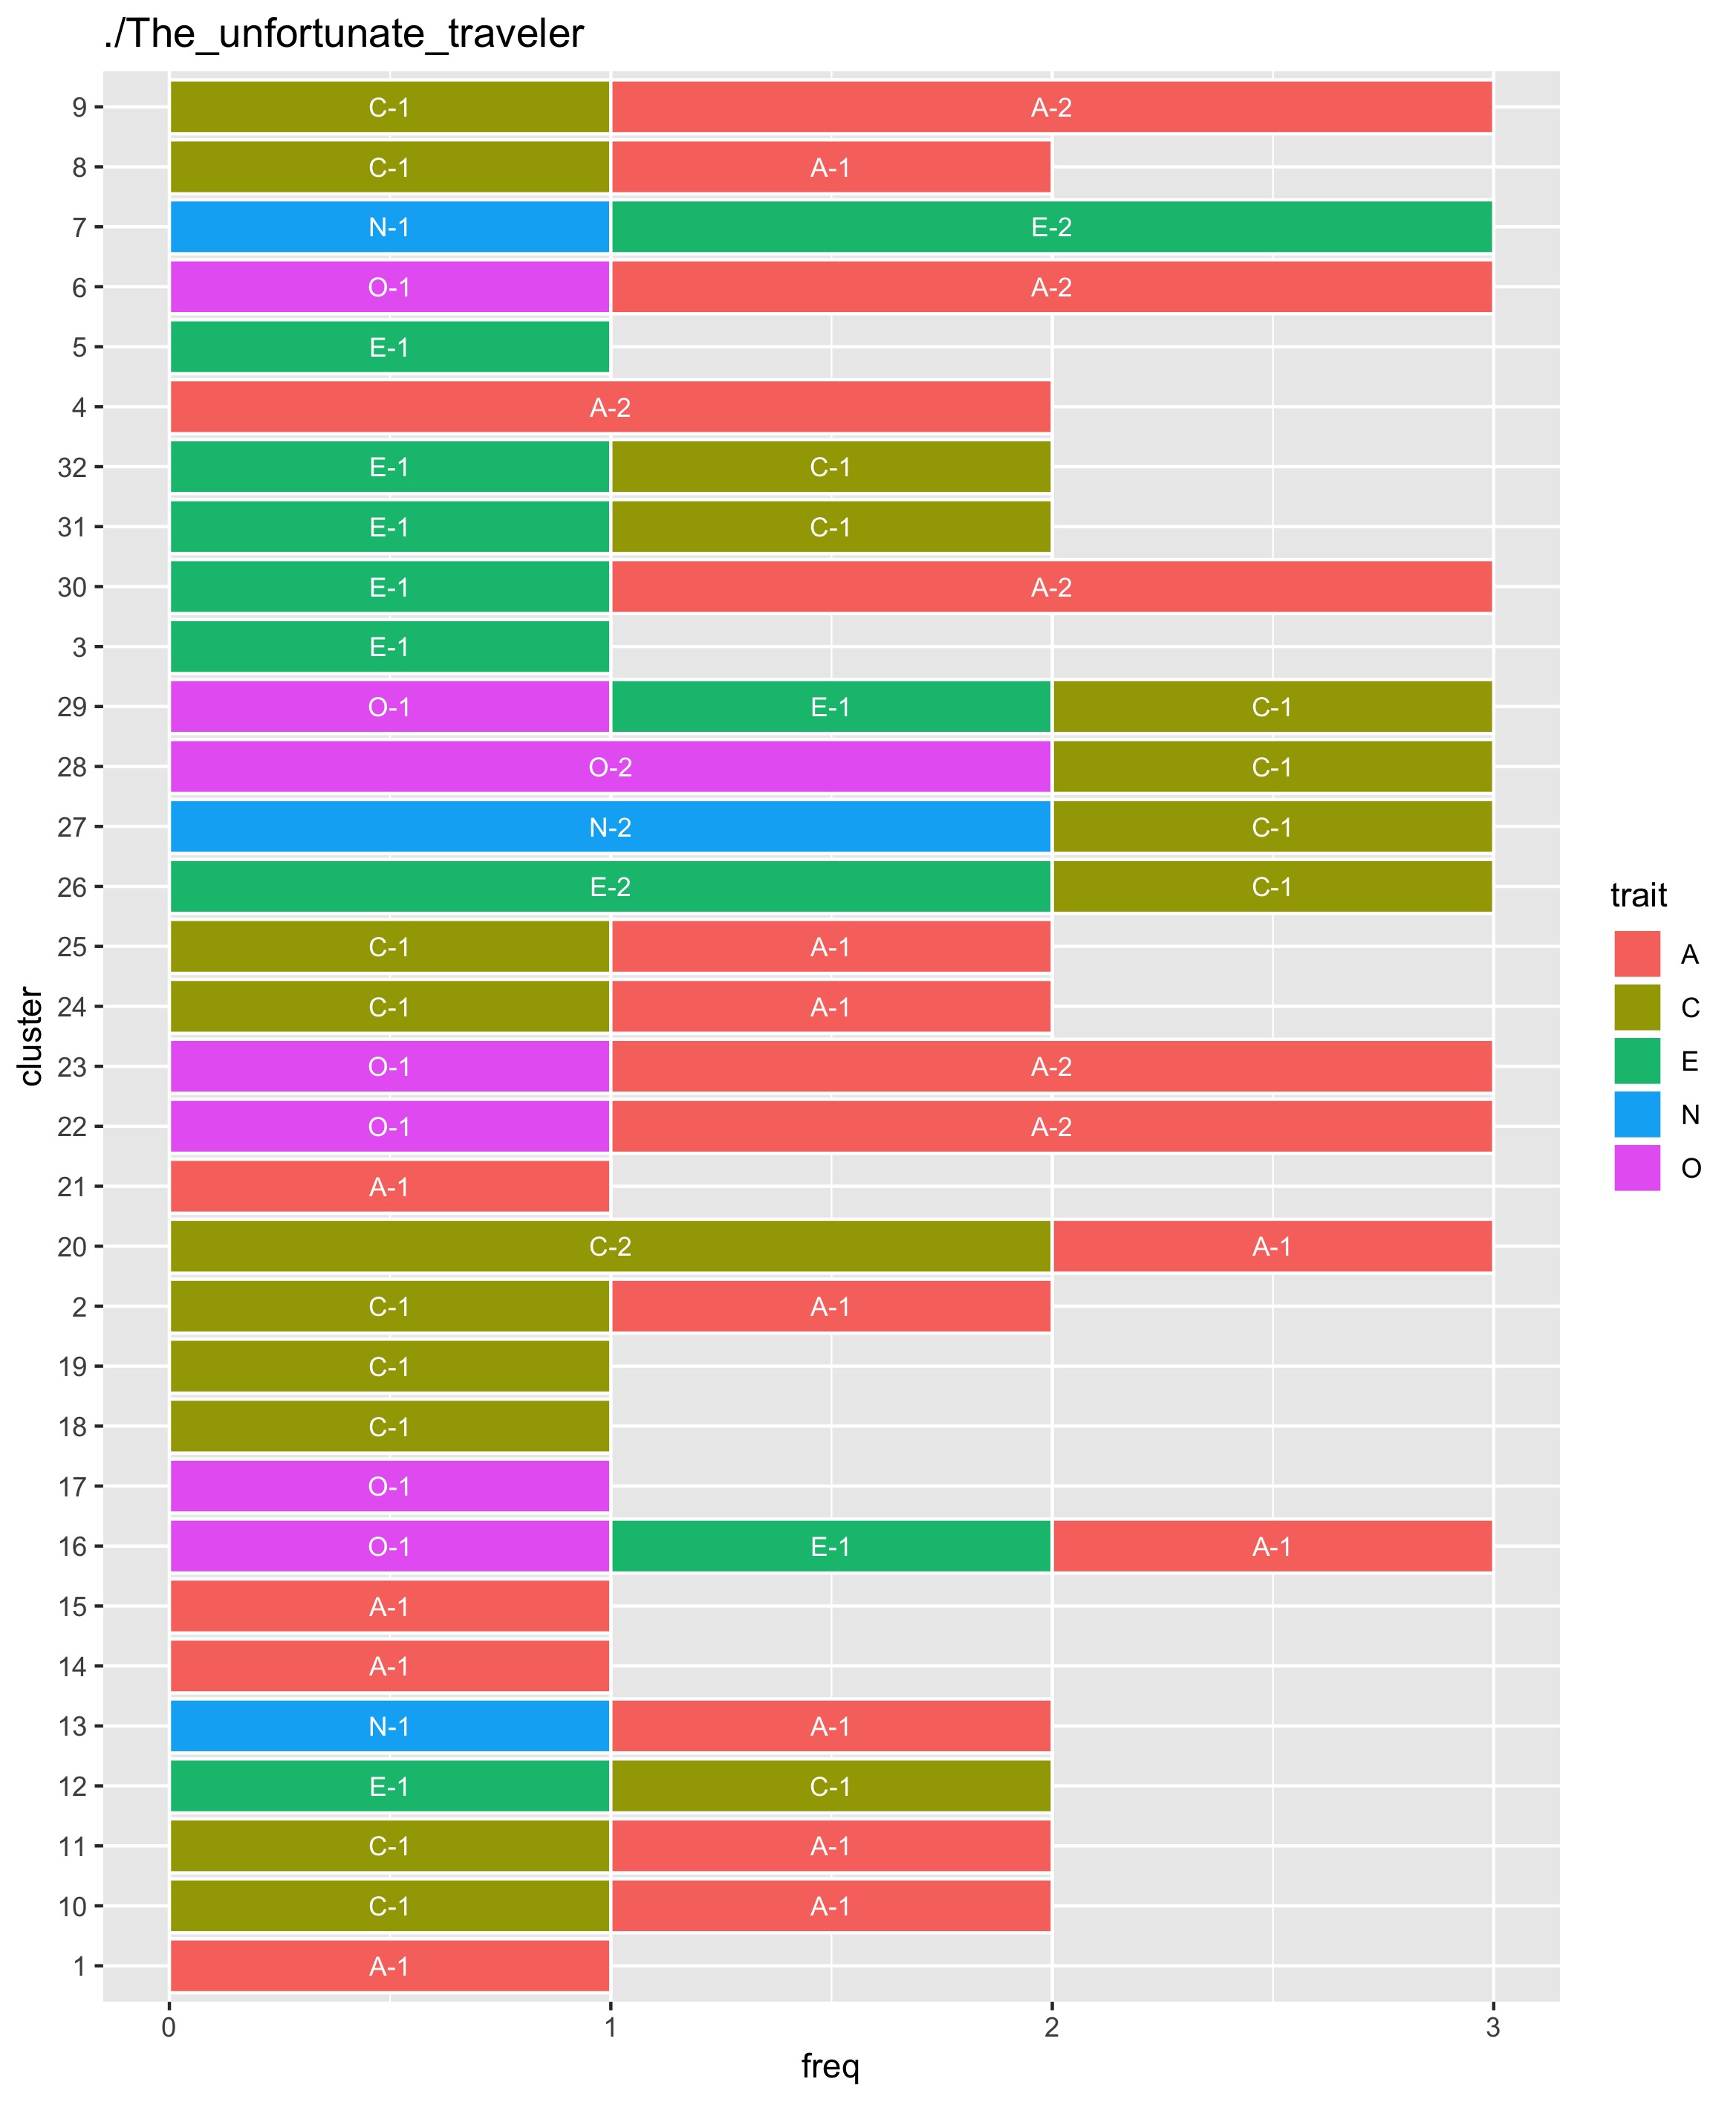 ./The_unfortunate_traveler
9 C-1 A-2
8 C-1 A-1
7 N-1 E-2
6 O-1 A-2
5 E-1
4 A-2
32 E-1 C-1
31 E-1 C-1
30 E-1 A-2
3 E-1
29 O-1 E-1 C-1
28 O-2 C-1
27 N-2 C-1
26 E-2 C-1
25 C-1 A-1
24 C-1 A-1
23 O-1 A-2
22 O-1 A-2
21 A-1
20 C-2 A-1
2 C-1 A-1
19 C-1
18 C-1
17 O-1
16 O-1 E-1 A-1
15 A-1
14 A-1
13 N-1 A-1
12 E-1 C-1
11 C-1 A-1
10 C-1 A-1
1 A-1
0 1 2 3
freq
cluster
trait
A
C
E
N
O